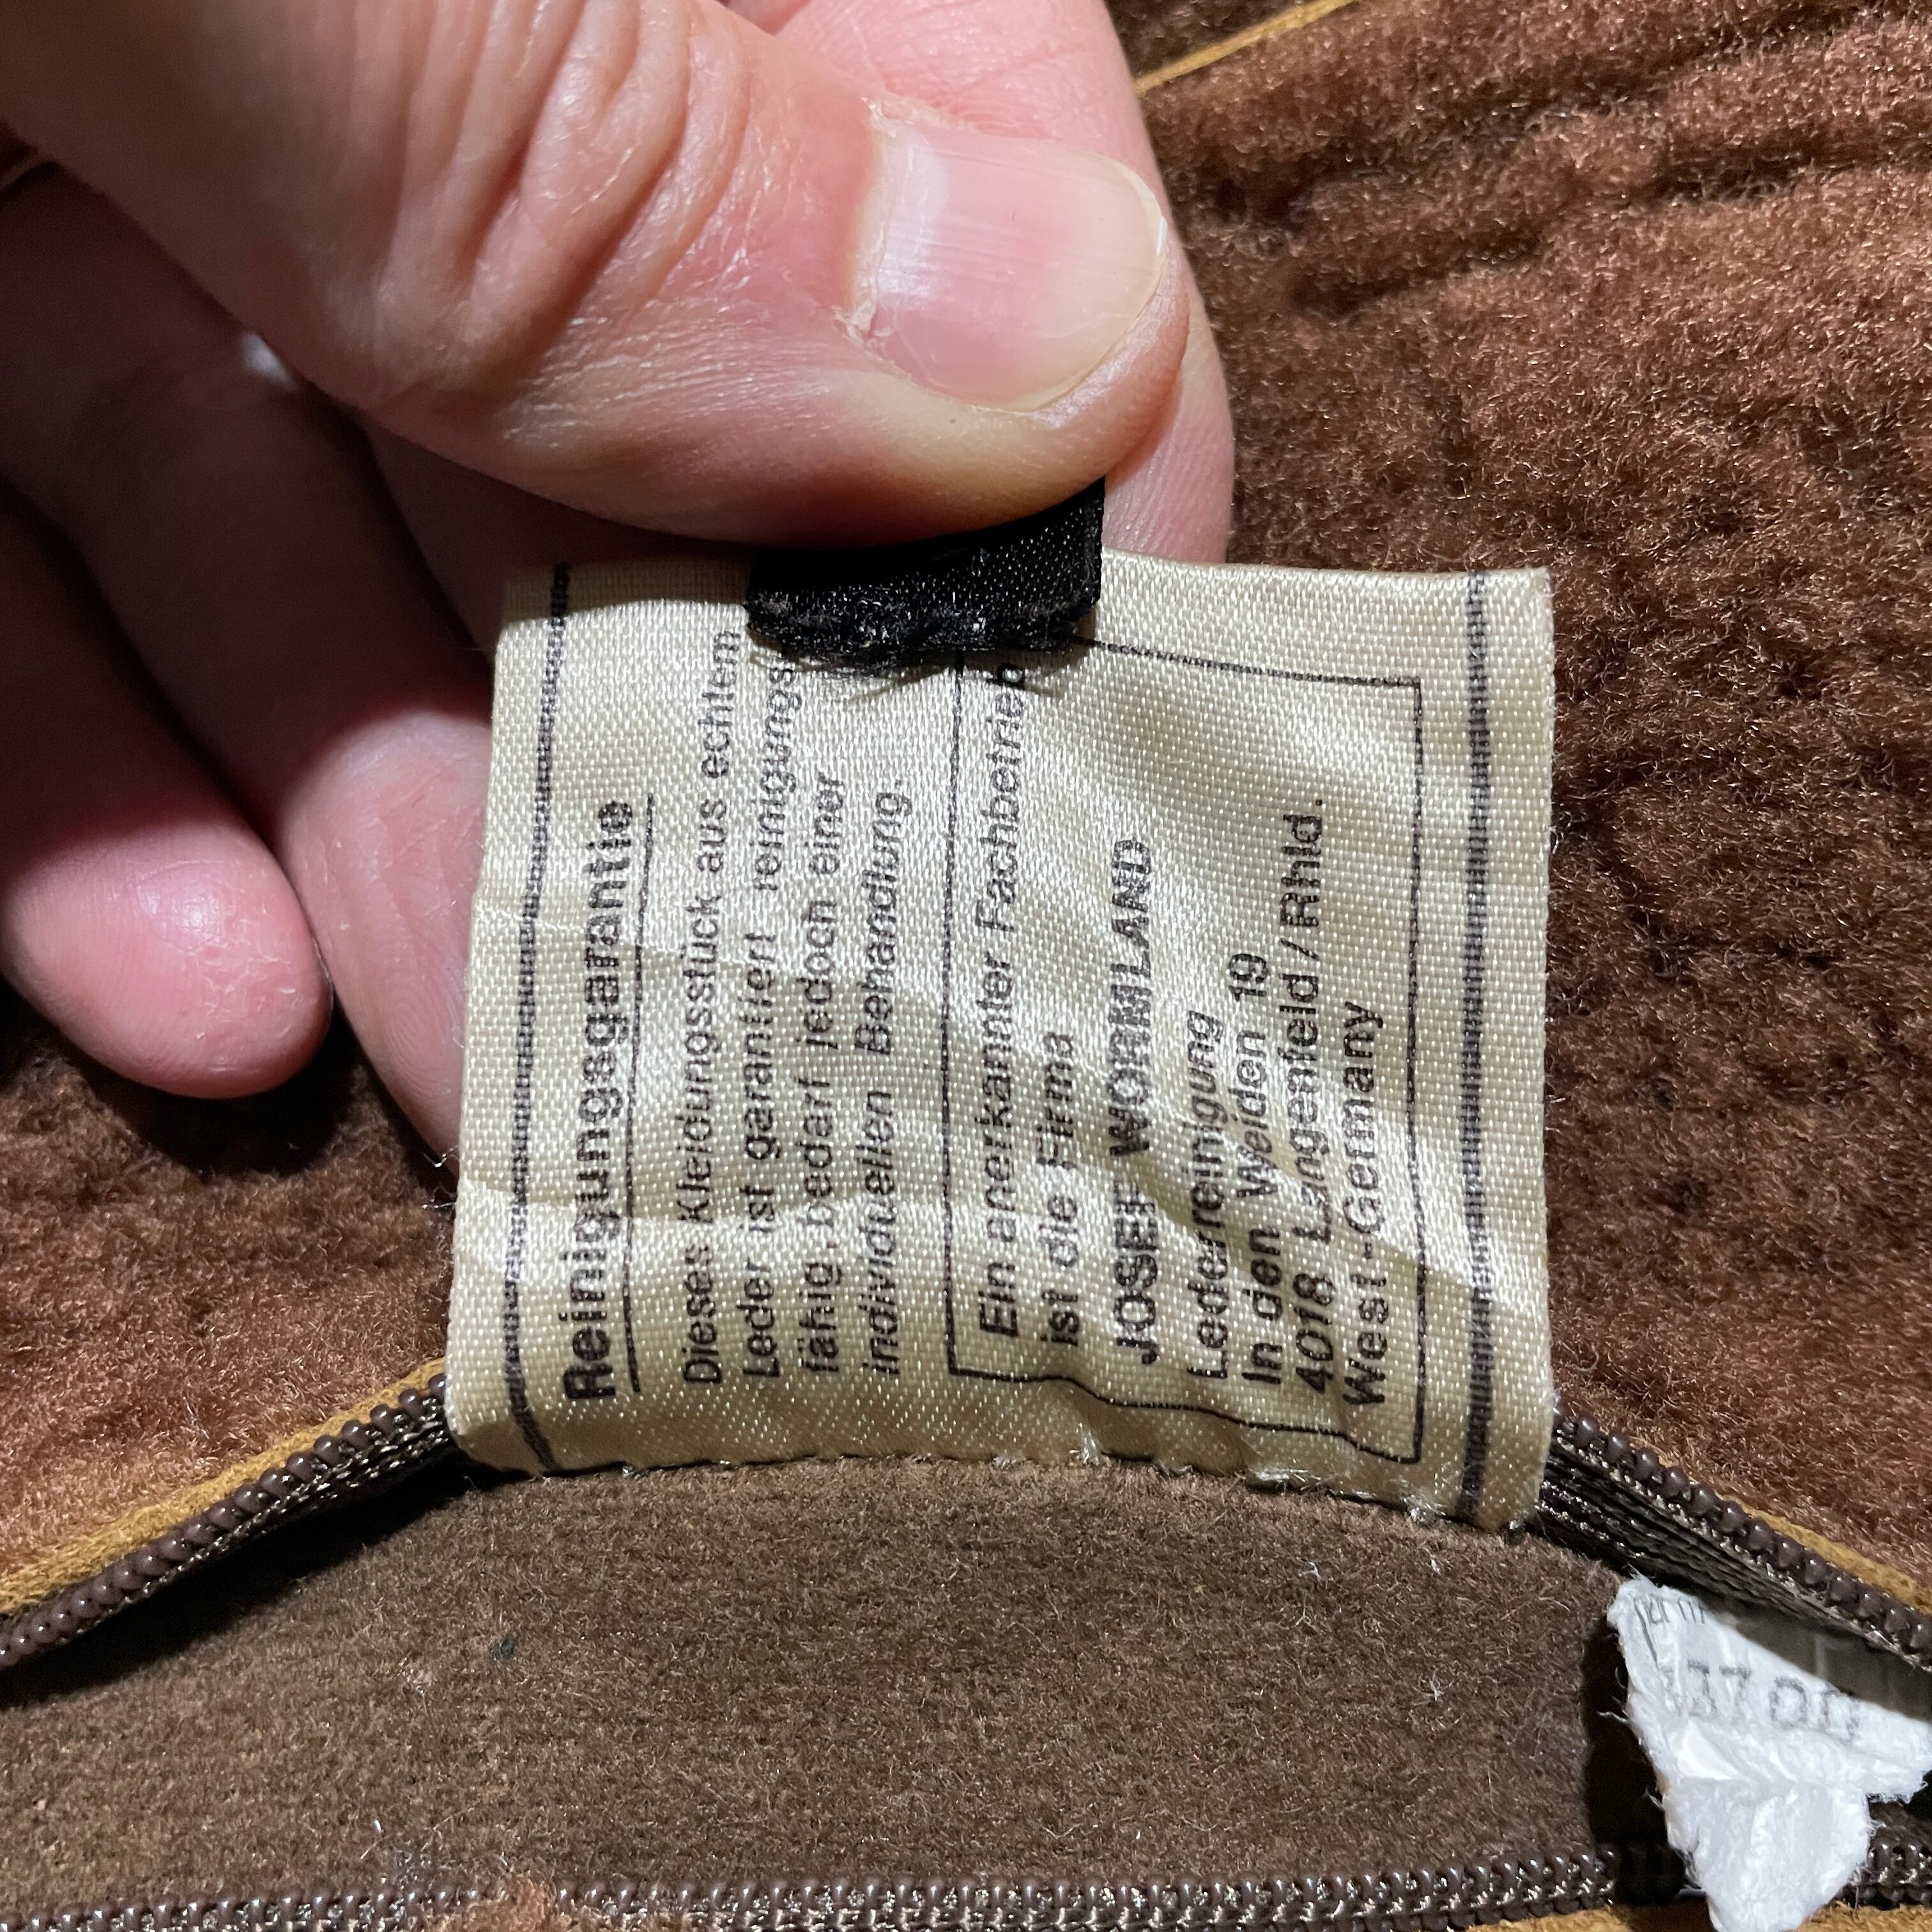 Reinigungsgarantie
Dieses Kleidungsstück aus echtem
Leder ist garantiert reinigungs-
fähig, bedarf jedoch einer
individuellen Behandlung.
Ein anerkannter Fachbetrieb
ist die Firma
JOSEF WORMLAND
Lederreinigung
In den Weiden 19
4018 Langenfeld / Rhld.
West-Germany